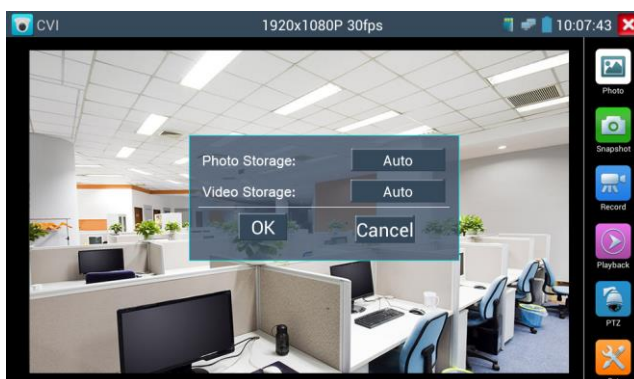 CVI 1920x1080P 30fps 10:07:43
Photo
Snapshot
Photo Storage: Auto
Video Storage: Auto
Record
OK Cancel
Playback
PTZ